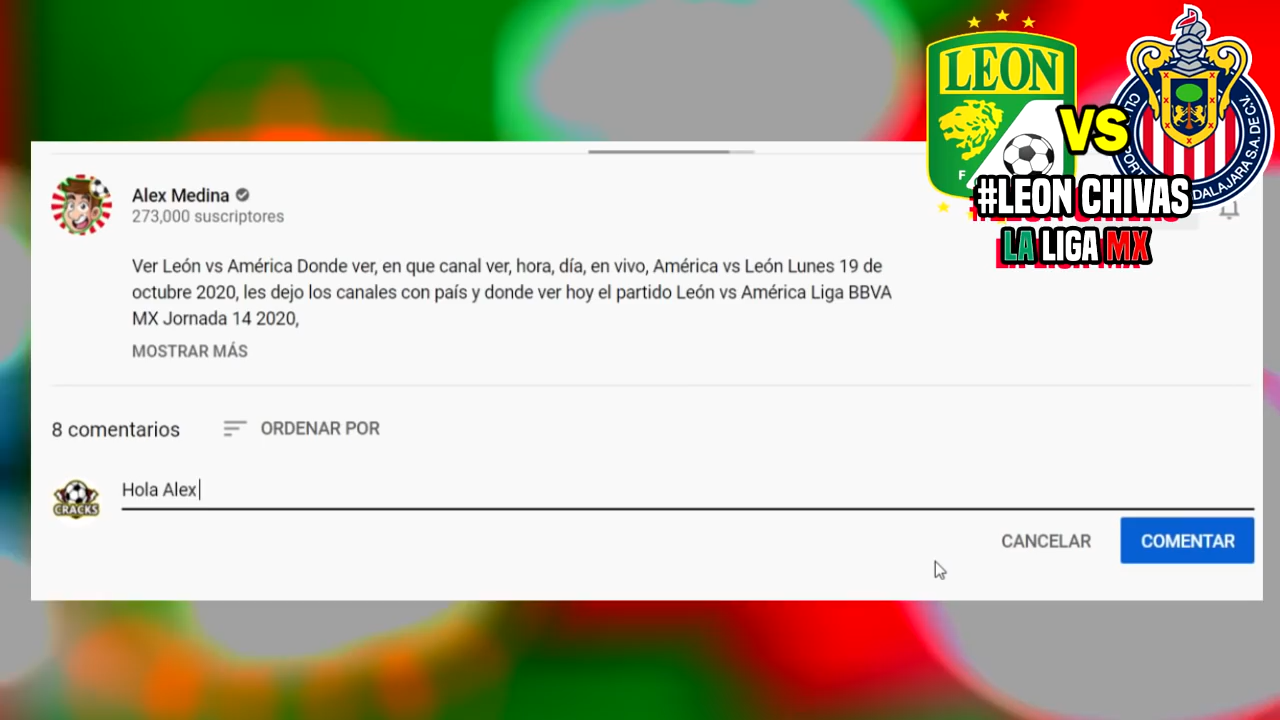 LEON
VS
F
#LEON CHIVAS
LA LIGA MX
DALAJARA S.A. DE C.V.
Alex Medina
273,000 suscriptores
Ver León vs América Donde ver, en que canal ver, hora, día, en vivo, América vs León Lunes 19 de
octubre 2020, les dejo los canales con país y donde ver hoy el partido León vs América Liga BBVA
MX Jornada 14 2020,
MOSTRAR MÁS
8 comentarios
ORDENAR POR
CRACKS
Hola Alex
CANCELAR
COMENTAR